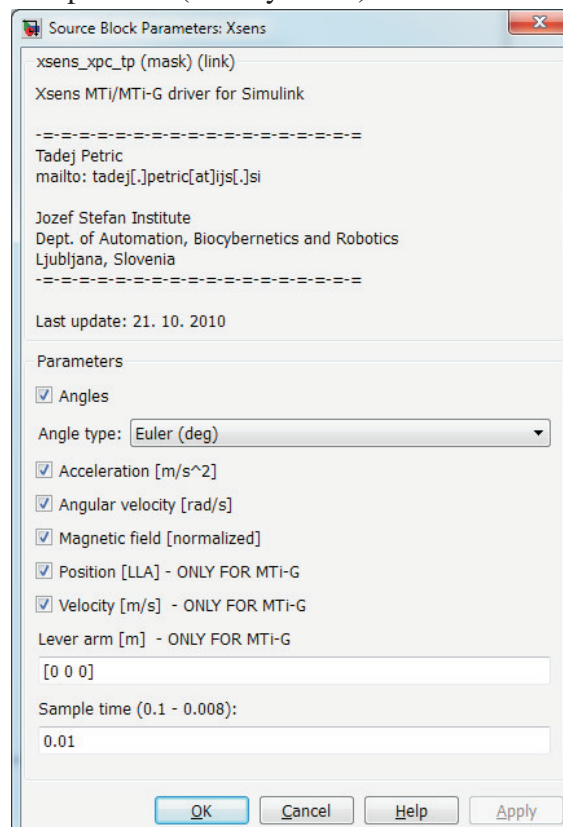 Source Block Parameters: Xsens
xsens_xpc_tp (mask) (link)
Xsens MTi/MTi-G driver for Simulink
-=-=-=-=-=-=-=-=-=-=-=-=-=-=-=-=-=-=
Tadej Petric
mailto: tadej[.]petric[at]ijs[.]si
Jozef Stefan Institute
Dept. of Automation, Biocybernetics and Robotics
Ljubljana, Slovenia
-=-=-=-=-=-=-=-=-=-=-=-=-=-=-=-=-=-=
Last update: 21. 10. 2010
Parameters
Angles
Angle type: Euler (deg)
Acceleration [m/s^2]
Angular velocity [rad/s]
Magnetic field [normalized]
Position [LLA] - ONLY FOR MTi-G
Velocity [m/s] - ONLY FOR MTi-G
Lever arm [m] - ONLY FOR MTi-G
[0 0 0]
Sample time (0.1 - 0.008):
0.01
OK Cancel Help Apply